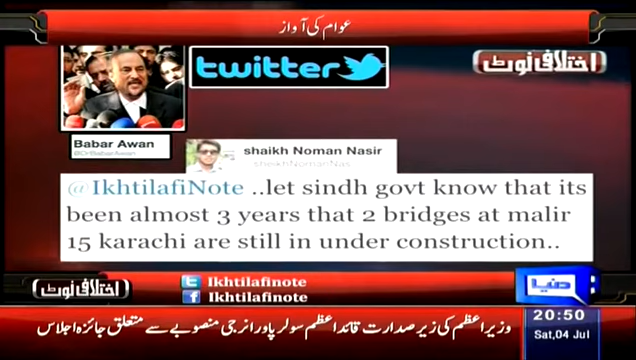 عوام کی آواز
twitter
اختلافی نوٹ
Babar Awan
@DrBabarAwan
shaikh Noman Nasir
sheikhNomanNas
@IkhtilafiNote ..let sindh govt know that its
been almost 3 years that 2 bridges at malir
15 karachi are still in under construction..
اختلافی نوٹ
Ikhtilafinote
Ikhtilafinote
دنیا
20:50
Sat,04 Jul
وزیراعظم کی زیر صدارت قائداعظم سولر پاور انرجی منصوبے سے متعلق جائزہ اجلاس